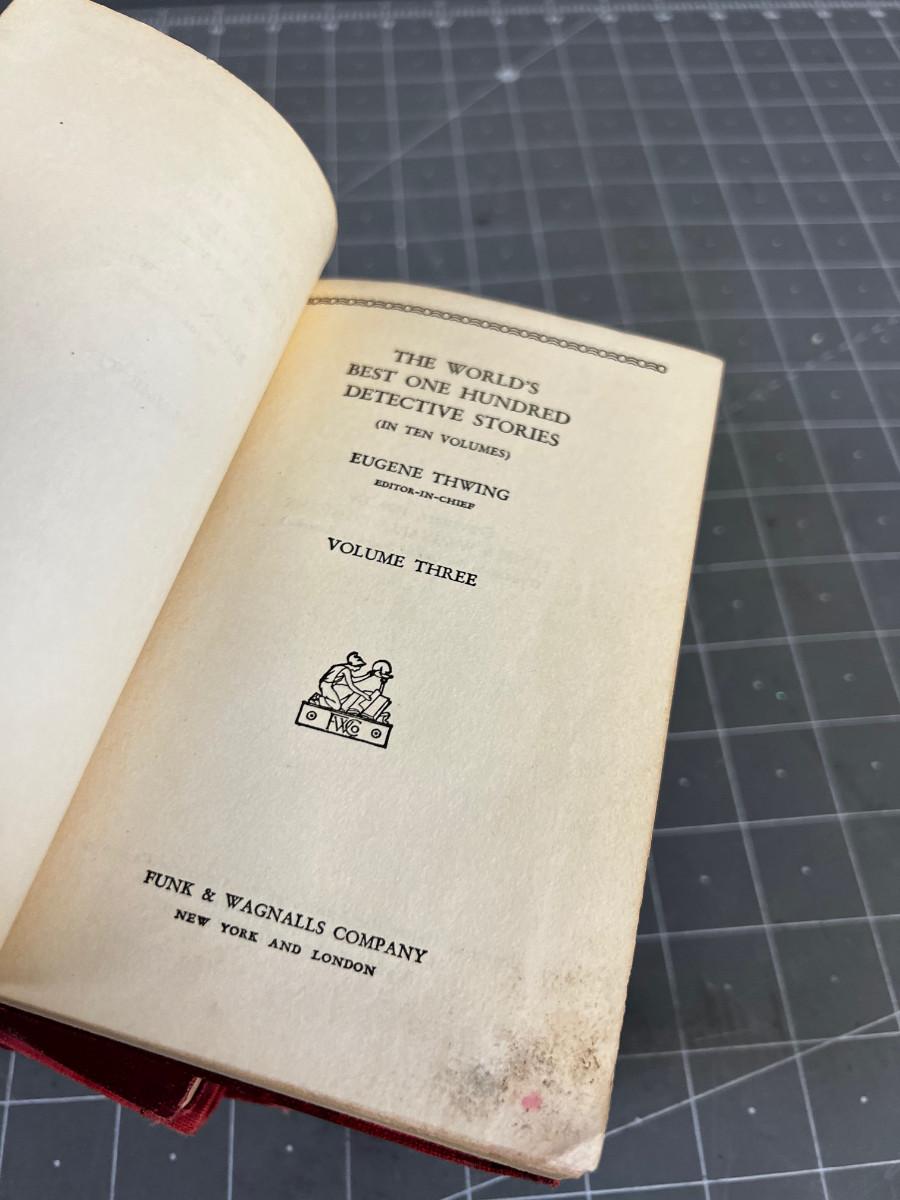 THE WORLD'S
BEST ONE HUNDRED
DETECTIVE STORIES
(IN TEN VOLUMES)
EUGENE THWING
EDITOR-IN-CHIEF
VOLUME THREE
FWCo
FUNK & WAGNALLS COMPANY
NEW YORK AND LONDON